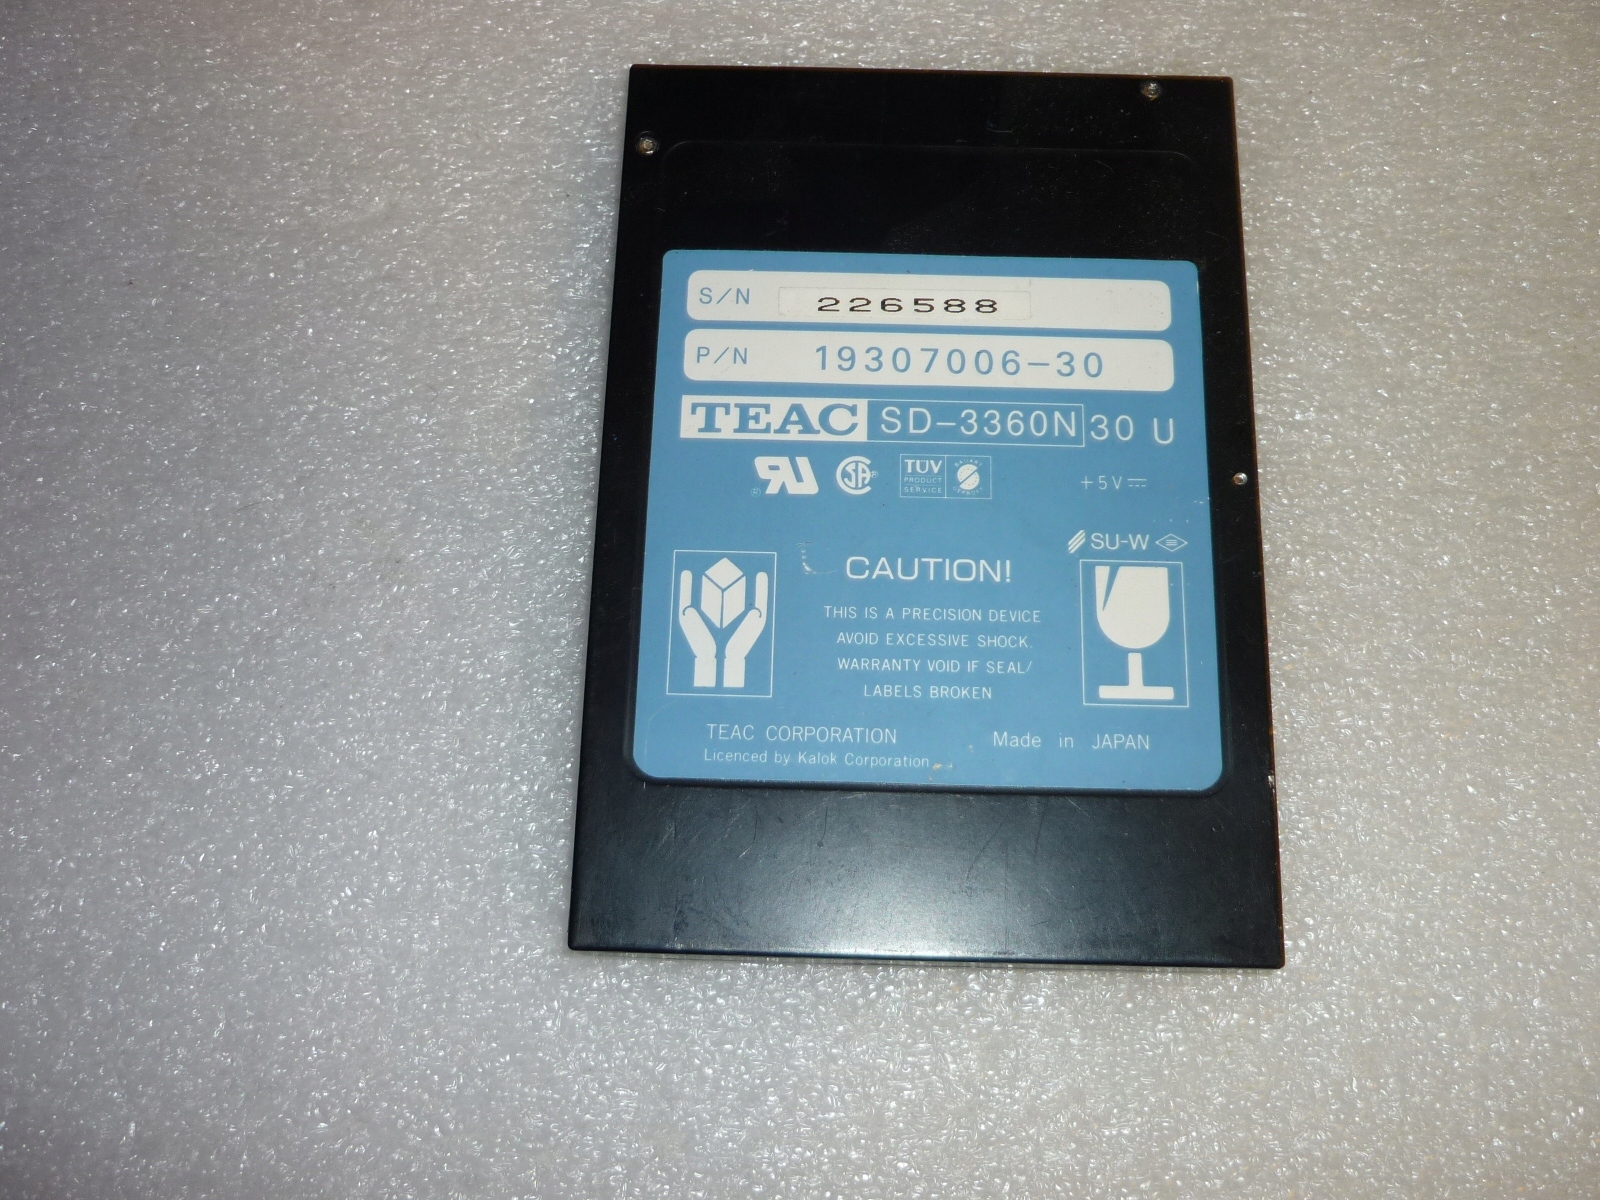 S/N 226588
P/N 19307006-30
TEAC SD-3360N 30 U
TÜV
PRODUCT
SERVICE
+5V
SU-W
CAUTION!
THIS IS A PRECISION DEVICE
AVOID EXCESSIVE SHOCK.
WARRANTY VOID IF SEAL/
LABELS BROKEN
TEAC CORPORATION
Made in JAPAN
Licenced by Kalok Corporation